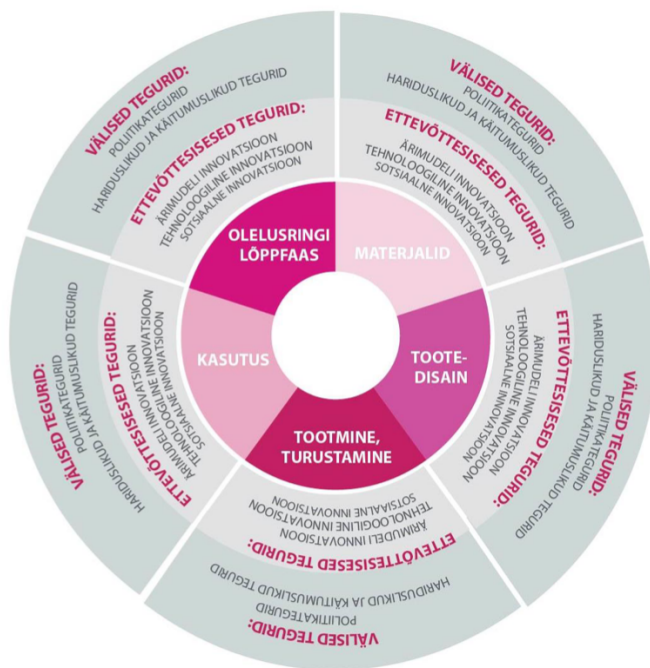 VÄLISED TEGURID:
POLIITIKATEGURID
HARIDUSLIKUD JA KÄITUMUSLIKUD TEGURID
ETTEVÕTTESISESED TEGURID:
ÄRIMUDELI INNOVATSIOON
TEHNOLOOGILINE INNOVATSIOON
SOTSIAALNE INNOVATSIOON
OLELUSRINGI
LÕPPFAAS
VÄLISED TEGURID:
POLIITIKATEGURID
HARIDUSLIKUD JA KÄITUMUSLIKUD TEGURID
ETTEVÕTTESISESED TEGURID:
ÄRIMUDELI INNOVATSIOON
TEHNOLOOGILINE INNOVATSIOON
SOTSIAALNE INNOVATSIOON
MATERJALID
VÄLISED TEGURID:
POLIITIKATEGURID
HARIDUSLIKUD JA KÄITUMUSLIKUD TEGURID
ETTEVÕTTESISESED TEGURID:
ÄRIMUDELI INNOVATSIOON
TEHNOLOOGILINE INNOVATSIOON
SOTSIAALNE INNOVATSIOON
TOOTE-
DISAIN
VÄLISED TEGURID:
POLIITIKATEGURID
HARIDUSLIKUD JA KÄITUMUSLIKUD TEGURID
ETTEVÕTTESISESED TEGURID:
ÄRIMUDELI INNOVATSIOON
TEHNOLOOGILINE INNOVATSIOON
SOTSIAALNE INNOVATSIOON
TOOTMINE,
TURUSTAMINE
VÄLISED TEGURID:
POLIITIKATEGURID
HARIDUSLIKUD JA KÄITUMUSLIKUD TEGURID
ETTEVÕTTESISESED TEGURID:
ÄRIMUDELI INNOVATSIOON
TEHNOLOOGILINE INNOVATSIOON
SOTSIAALNE INNOVATSIOON
KASUTUS